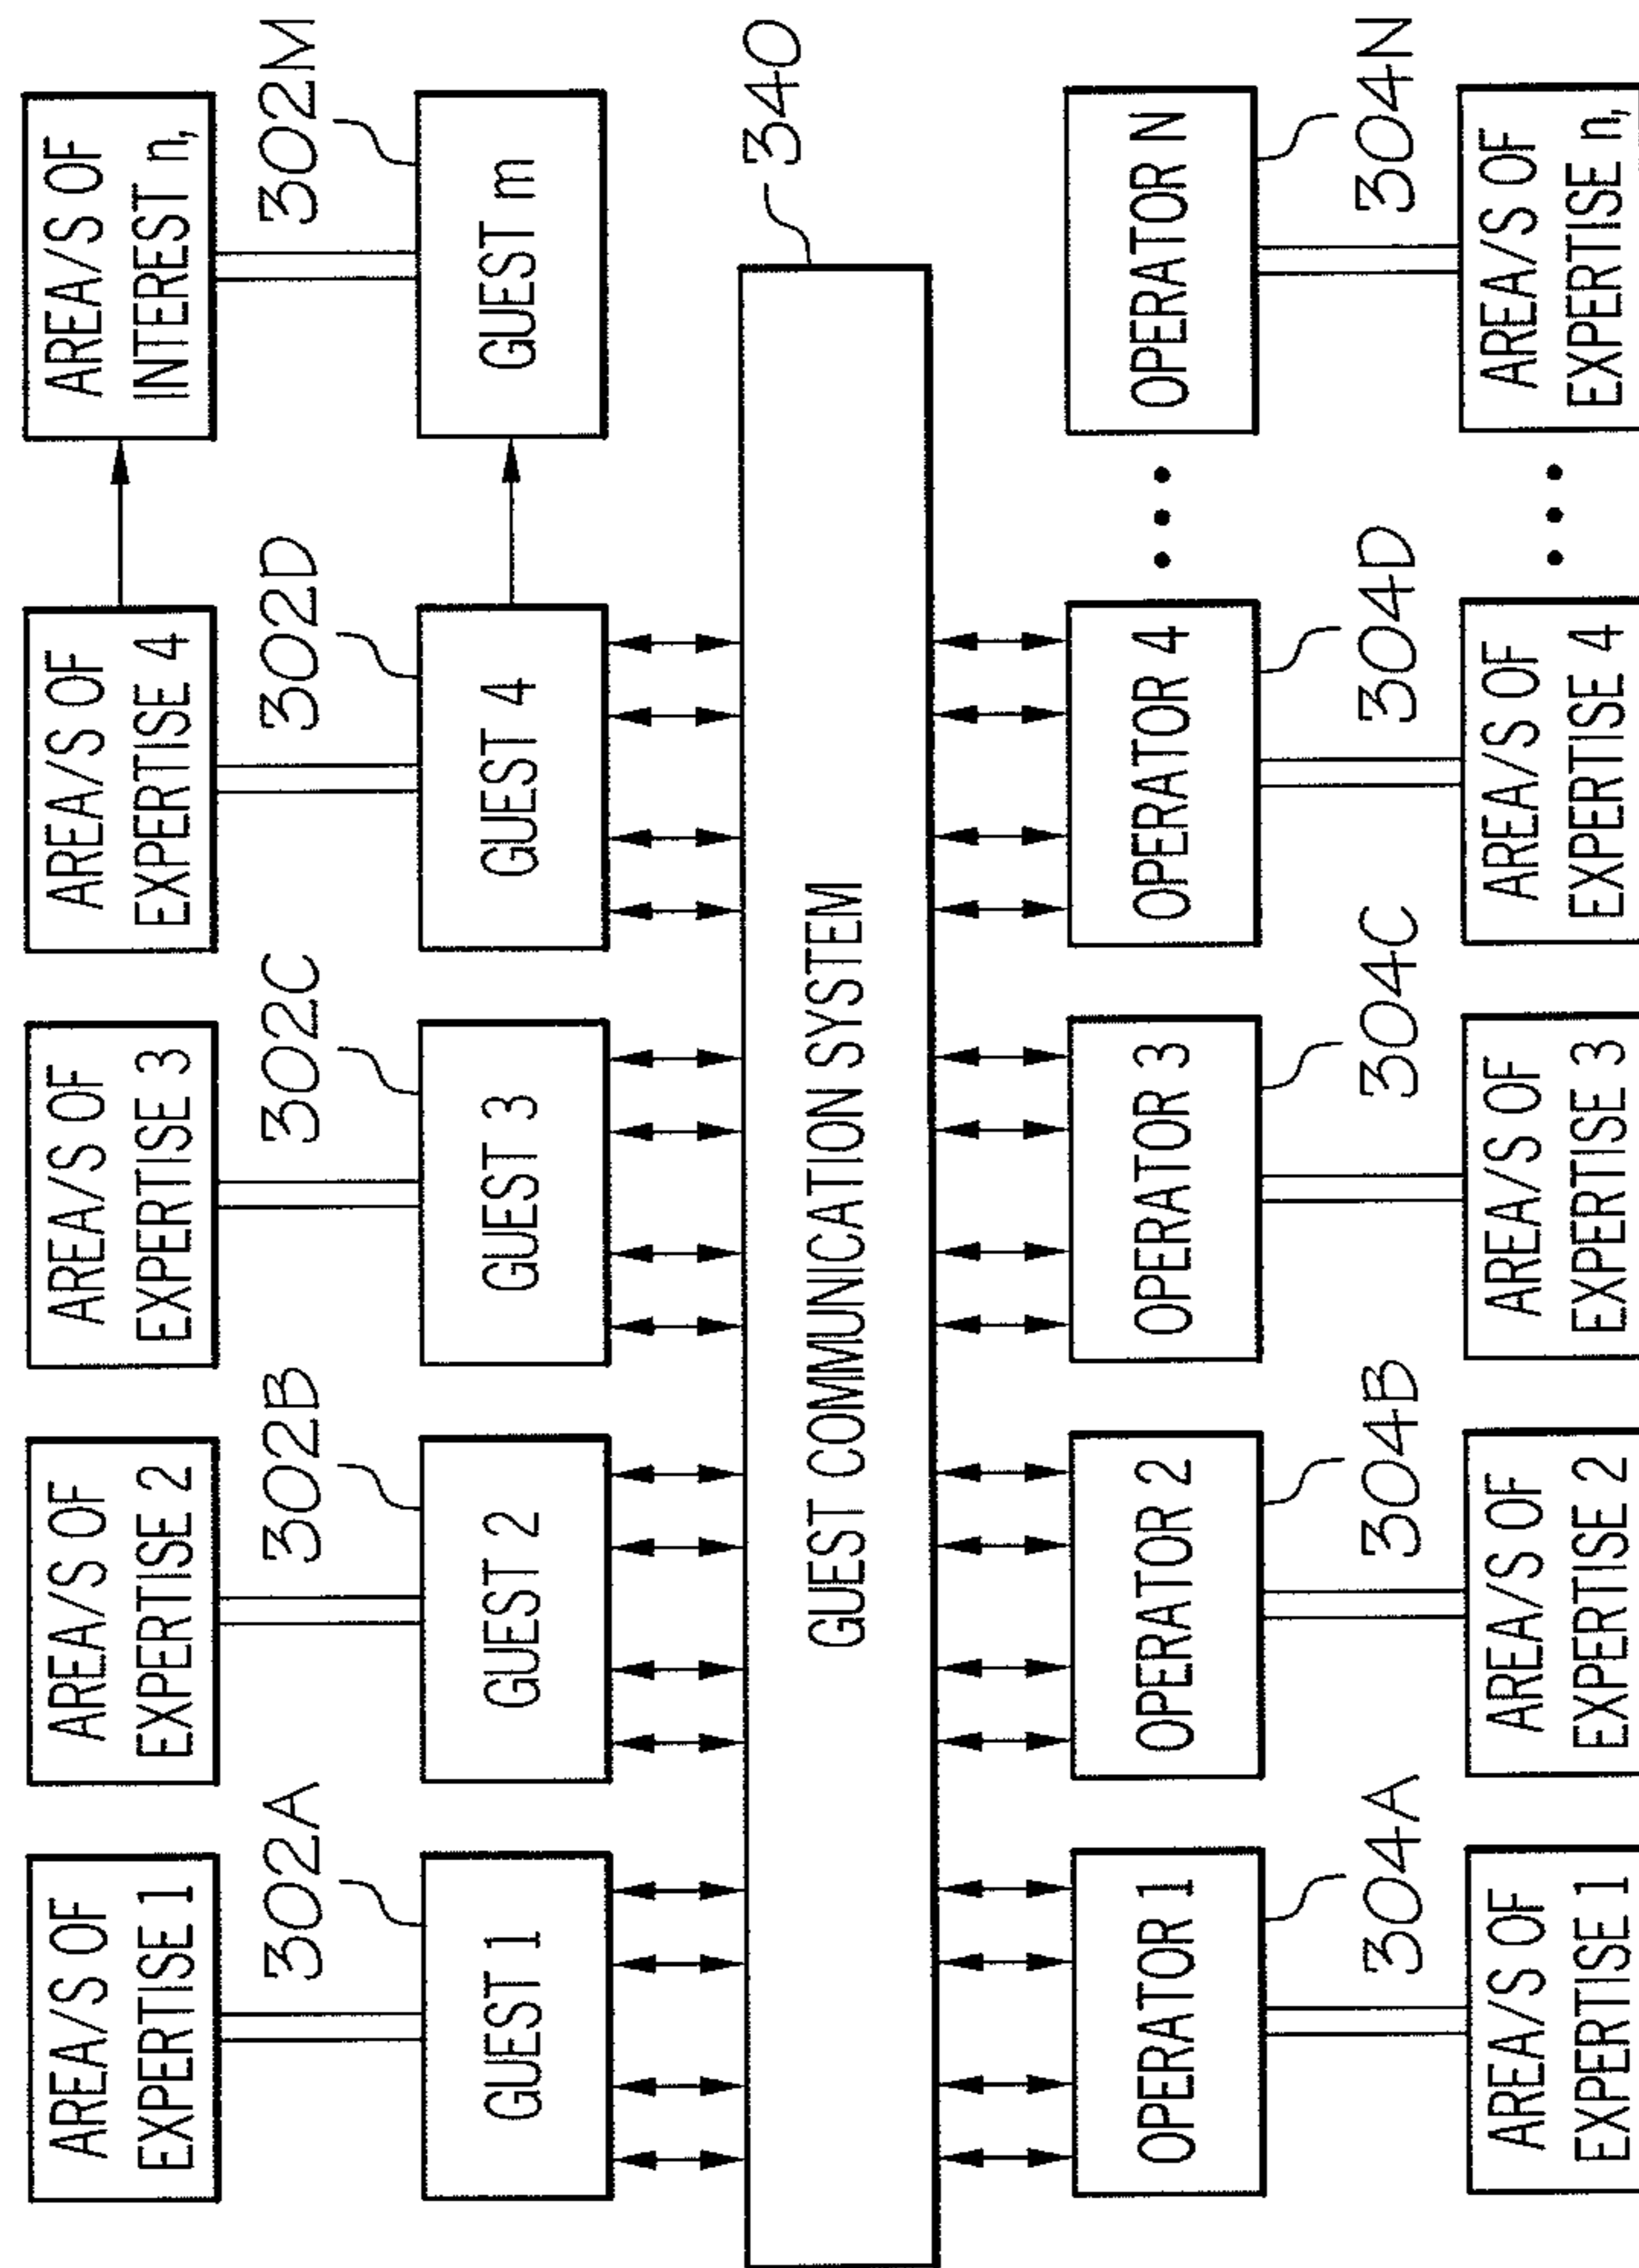 AREA/S OF
EXPERTISE 1
AREA/S OF
EXPERTISE 2
AREA/S OF
EXPERTISE 3
AREA/S OF
EXPERTISE 4
AREA/S OF
INTEREST n,
302A
302B
302C
302D
302M
GUEST 1
GUEST 2
GUEST 3
GUEST 4
GUEST m
340
GUEST COMMUNICATION SYSTEM
OPERATOR 1
OPERATOR 2
OPERATOR 3
OPERATOR 4
OPERATOR N
304A
304B
304C
304D
304N
AREA/S OF
EXPERTISE 1
AREA/S OF
EXPERTISE 2
AREA/S OF
EXPERTISE 3
AREA/S OF
EXPERTISE 4
AREA/S OF
EXPERTISE n,